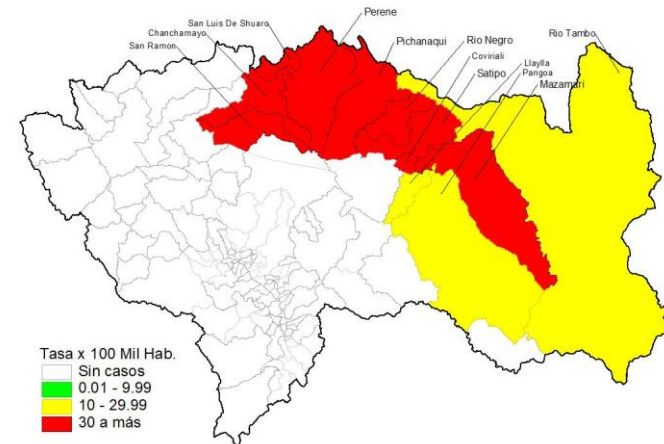 Perene
San Luis De Shuaro
Chanchamayo
San Ramon
Pichanaqui
Rio Negro
Coviriali
Satipo
Llaylla
Pangoa
Mazamari
Rio Tambo
Tasa x 100 Mil Hab.
Sin casos
0.01 - 9.99
10 - 29.99
30 a más